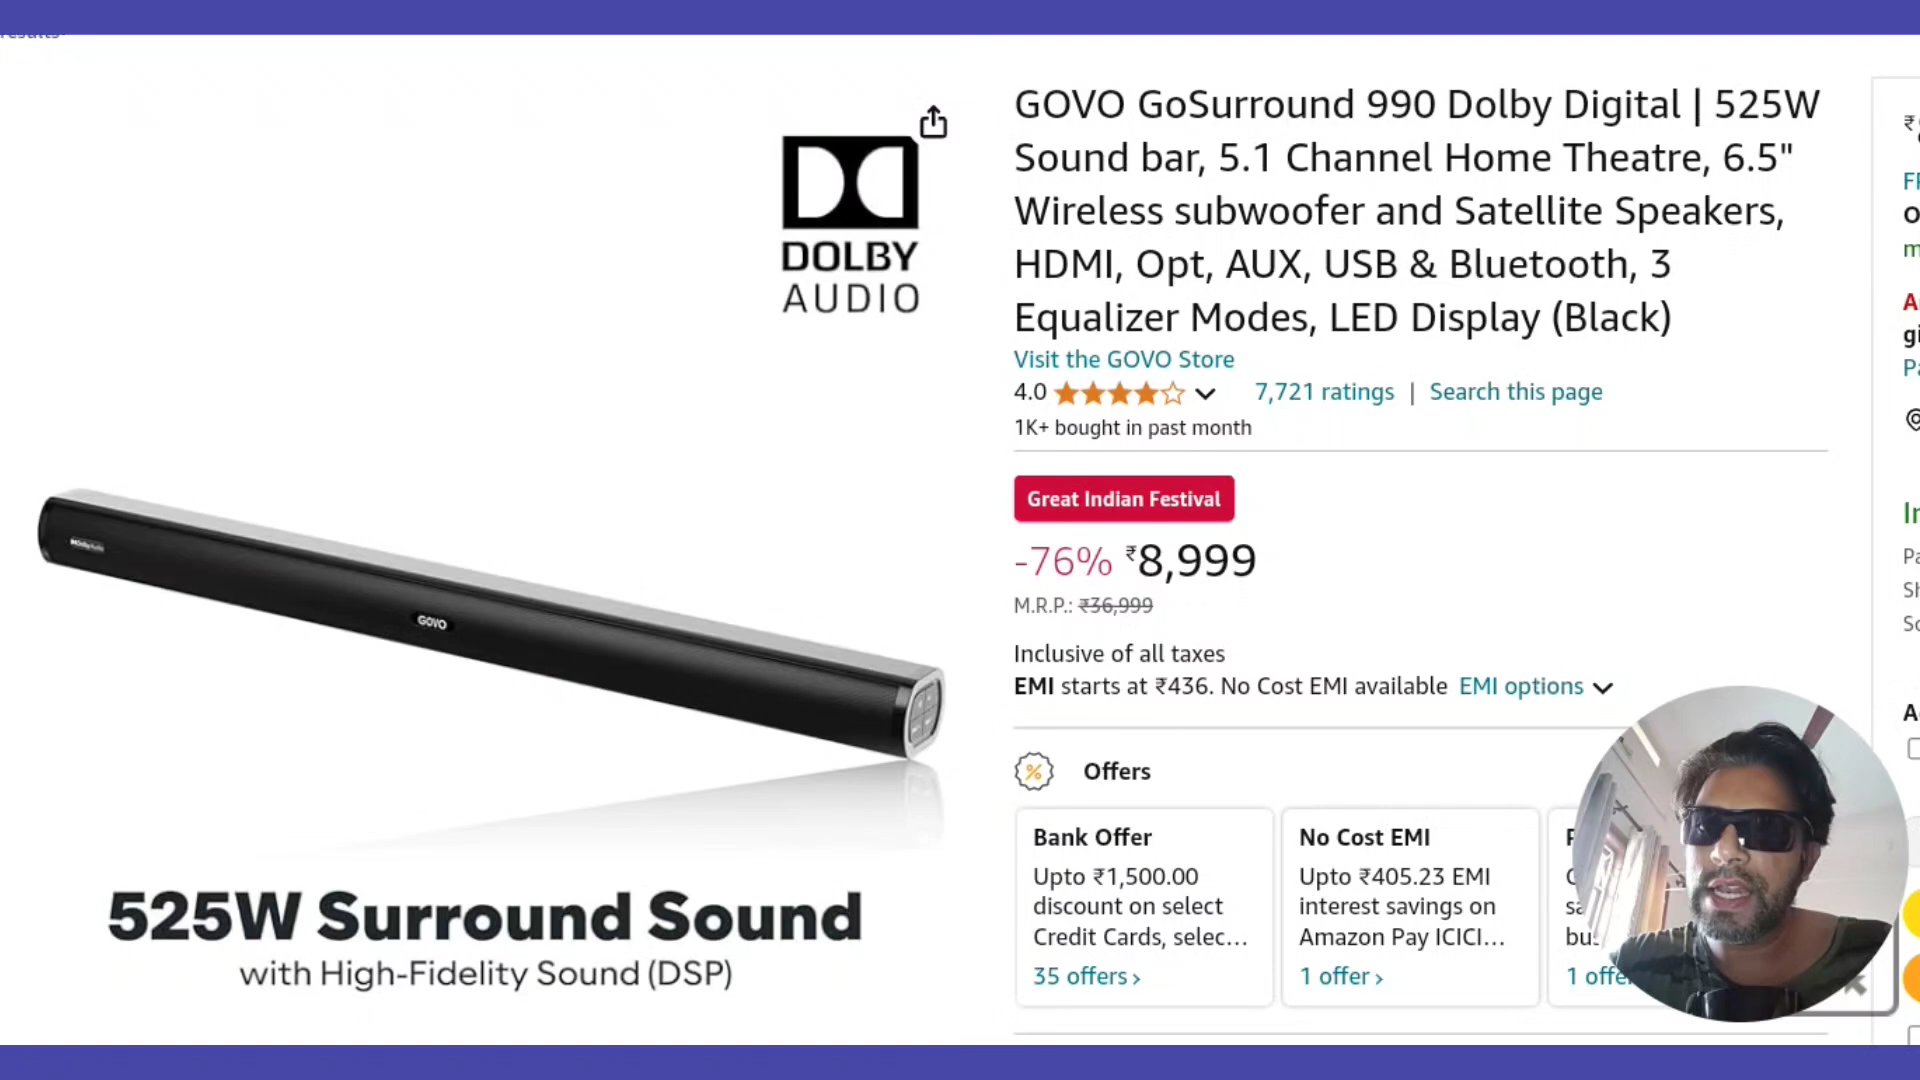 DOLBY
AUDIO
GOVO
525W Surround Sound
with High-Fidelity Sound (DSP)
GOVO GoSurround 990 Dolby Digital | 525W
Sound bar, 5.1 Channel Home Theatre, 6.5"
Wireless subwoofer and Satellite Speakers,
HDMI, Opt, AUX, USB & Bluetooth, 3
Equalizer Modes, LED Display (Black)
Visit the GOVO Store
4.0 7,721 ratings | Search this page
1K+ bought in past month
Great Indian Festival
-76% ₹8,999
M.R.P.: ₹36,999
Inclusive of all taxes
EMI starts at ₹436. No Cost EMI available EMI options
% Offers
Bank Offer
Upto ₹1,500.00
discount on select
Credit Cards, selec...
35 offers ›
No Cost EMI
Upto ₹405.23 EMI
interest savings on
Amazon Pay ICICI...
1 offer ›